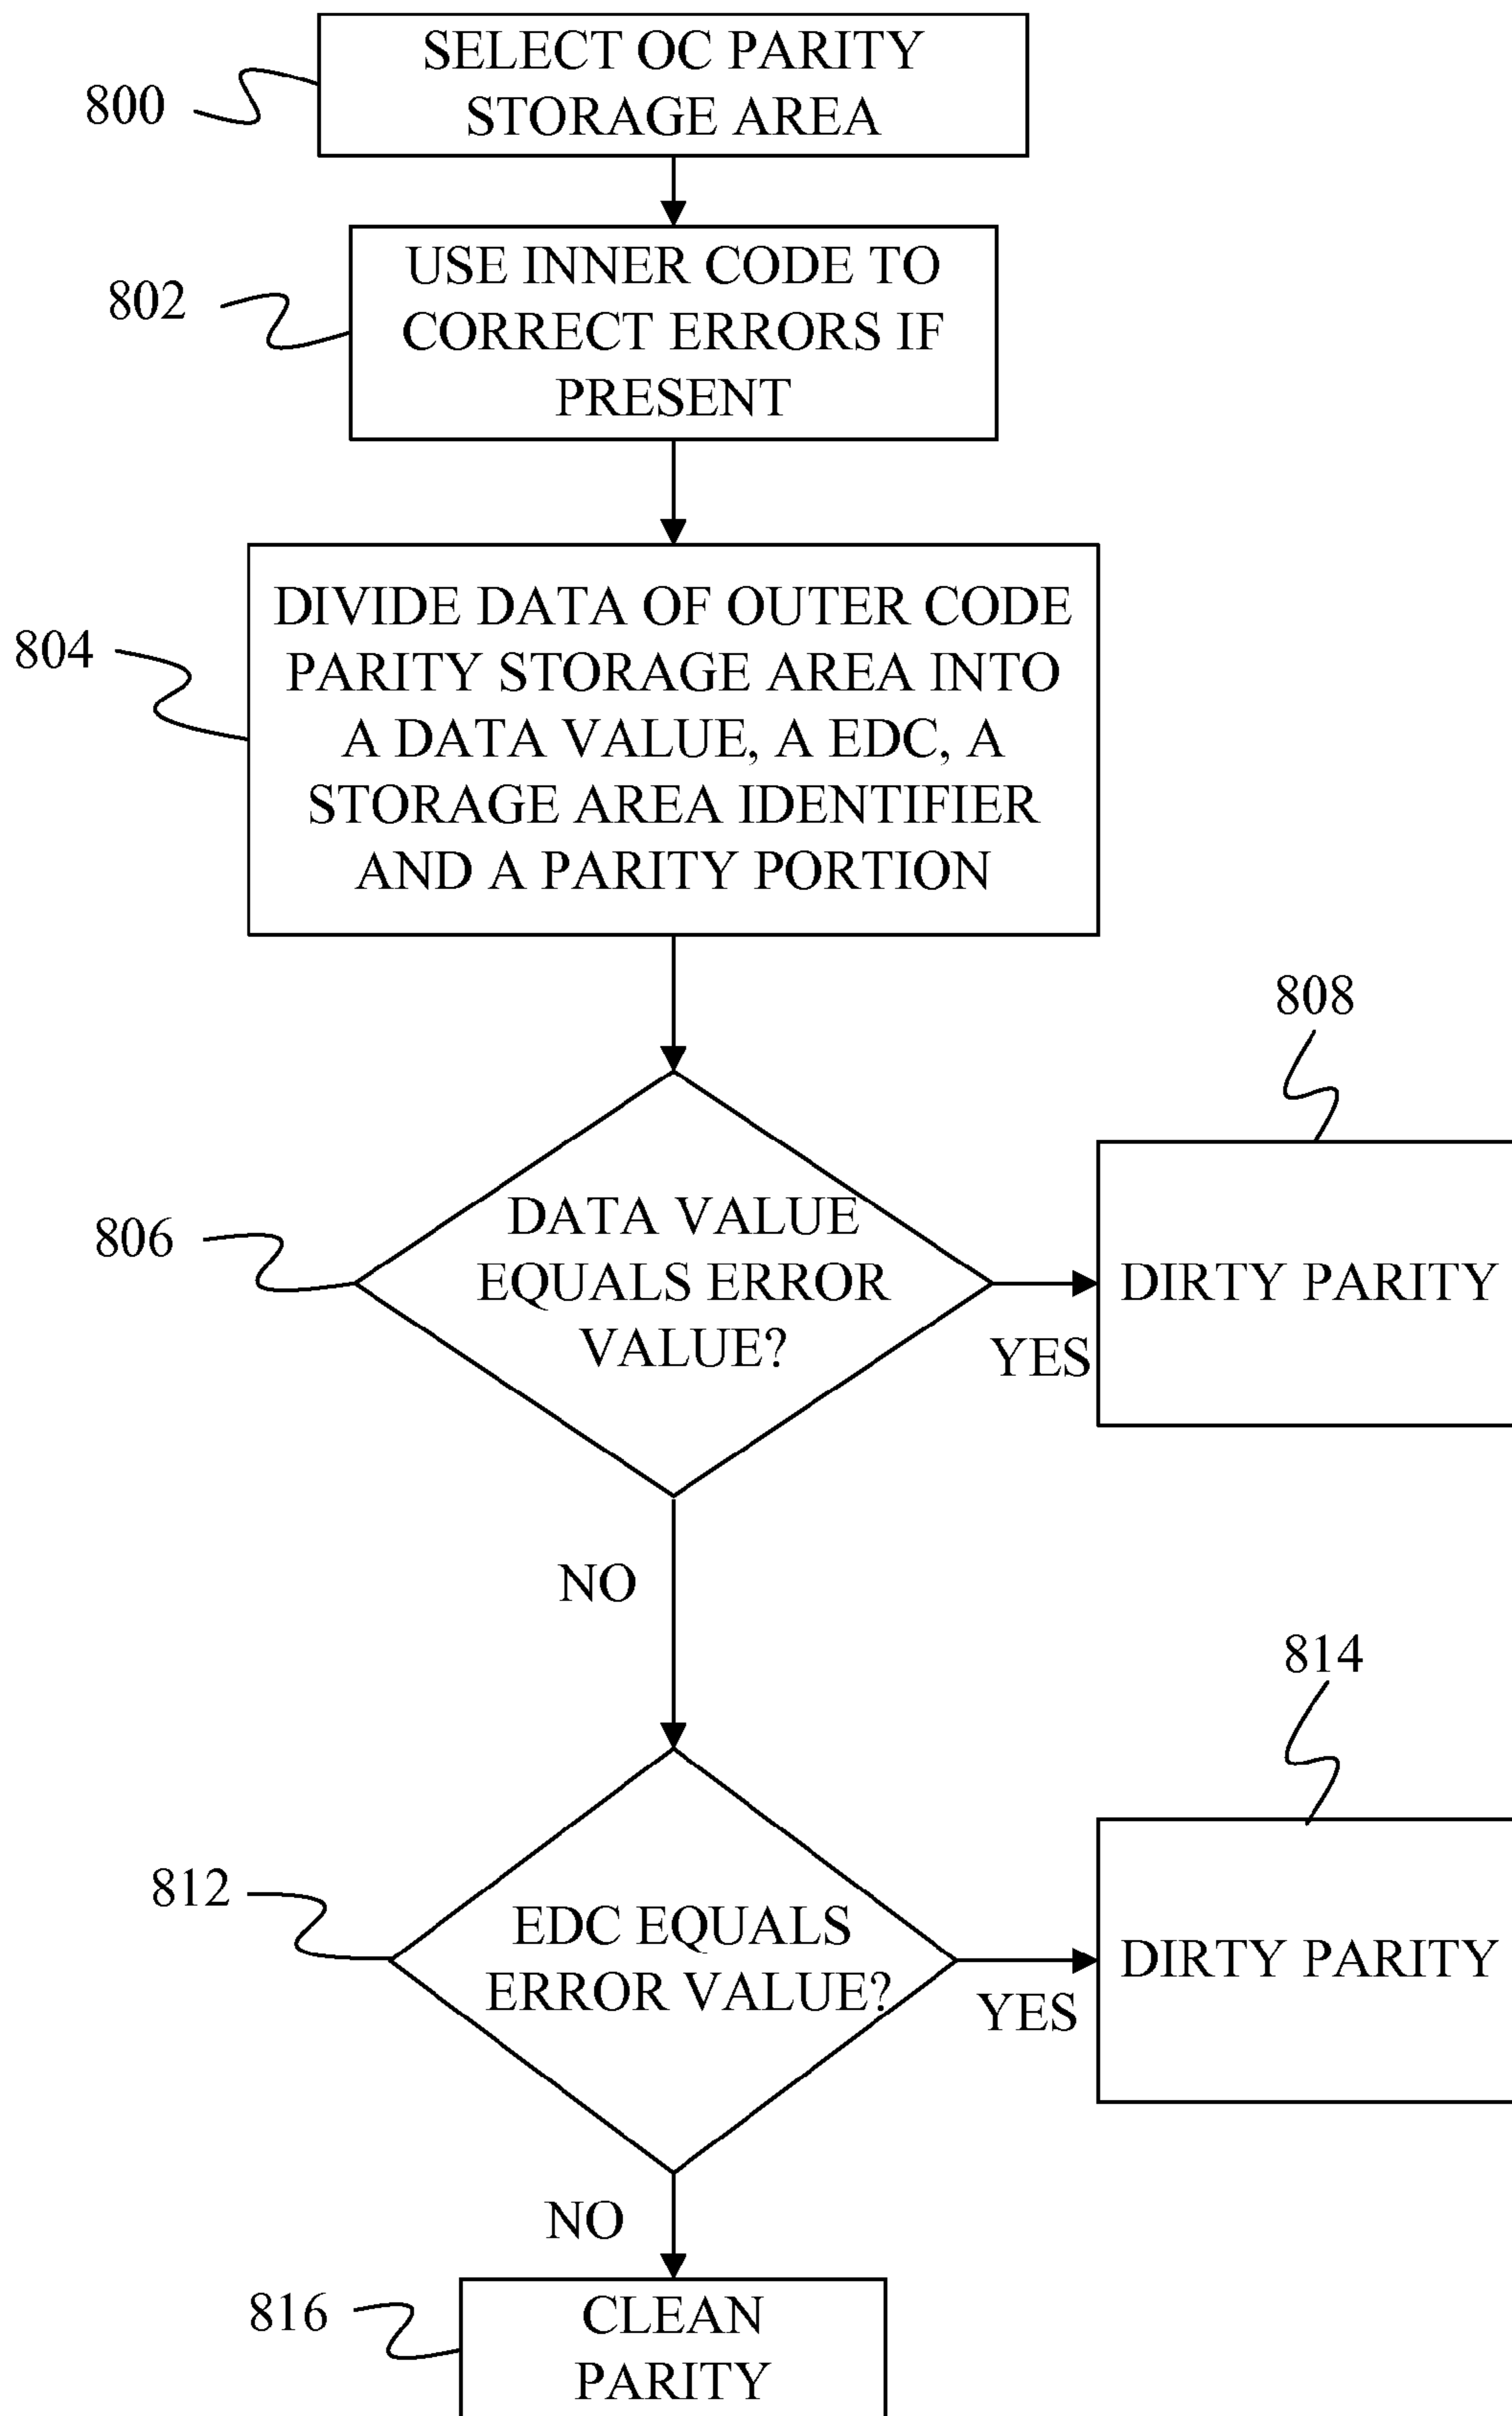 SELECT OC PARITY
STORAGE AREA
800
USE INNER CODE TO
CORRECT ERRORS IF
PRESENT
802
DIVIDE DATA OF OUTER CODE
PARITY STORAGE AREA INTO
A DATA VALUE, A EDC, A
STORAGE AREA IDENTIFIER
AND A PARITY PORTION
804
808
DATA VALUE
EQUALS ERROR
VALUE?
806
DIRTY PARITY
YES
NO
814
812
EDC EQUALS
ERROR VALUE?
DIRTY PARITY
YES
NO
816
CLEAN
PARITY